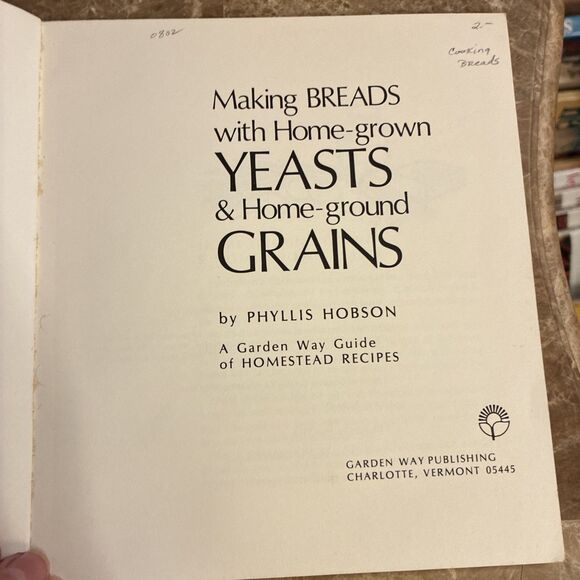 0802
2-
Cooking
Breads
Making BREADS
with Home-grown
YEASTS
& Home-ground
GRAINS
by PHYLLIS HOBSON
A Garden Way Guide
of HOMESTEAD RECIPES
GARDEN WAY PUBLISHING
CHARLOTTE, VERMONT 05445